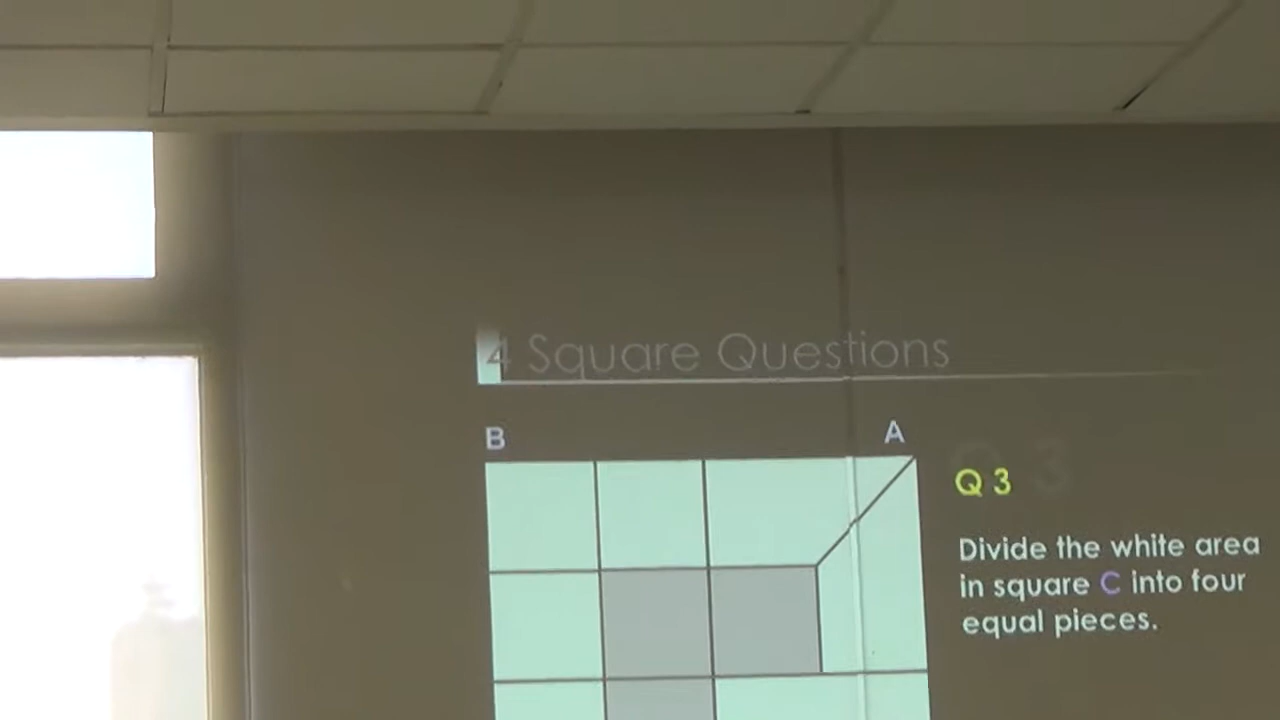 4 Square Questions
B
A
Q 3
Divide the white area
in square C into four
equal pieces.